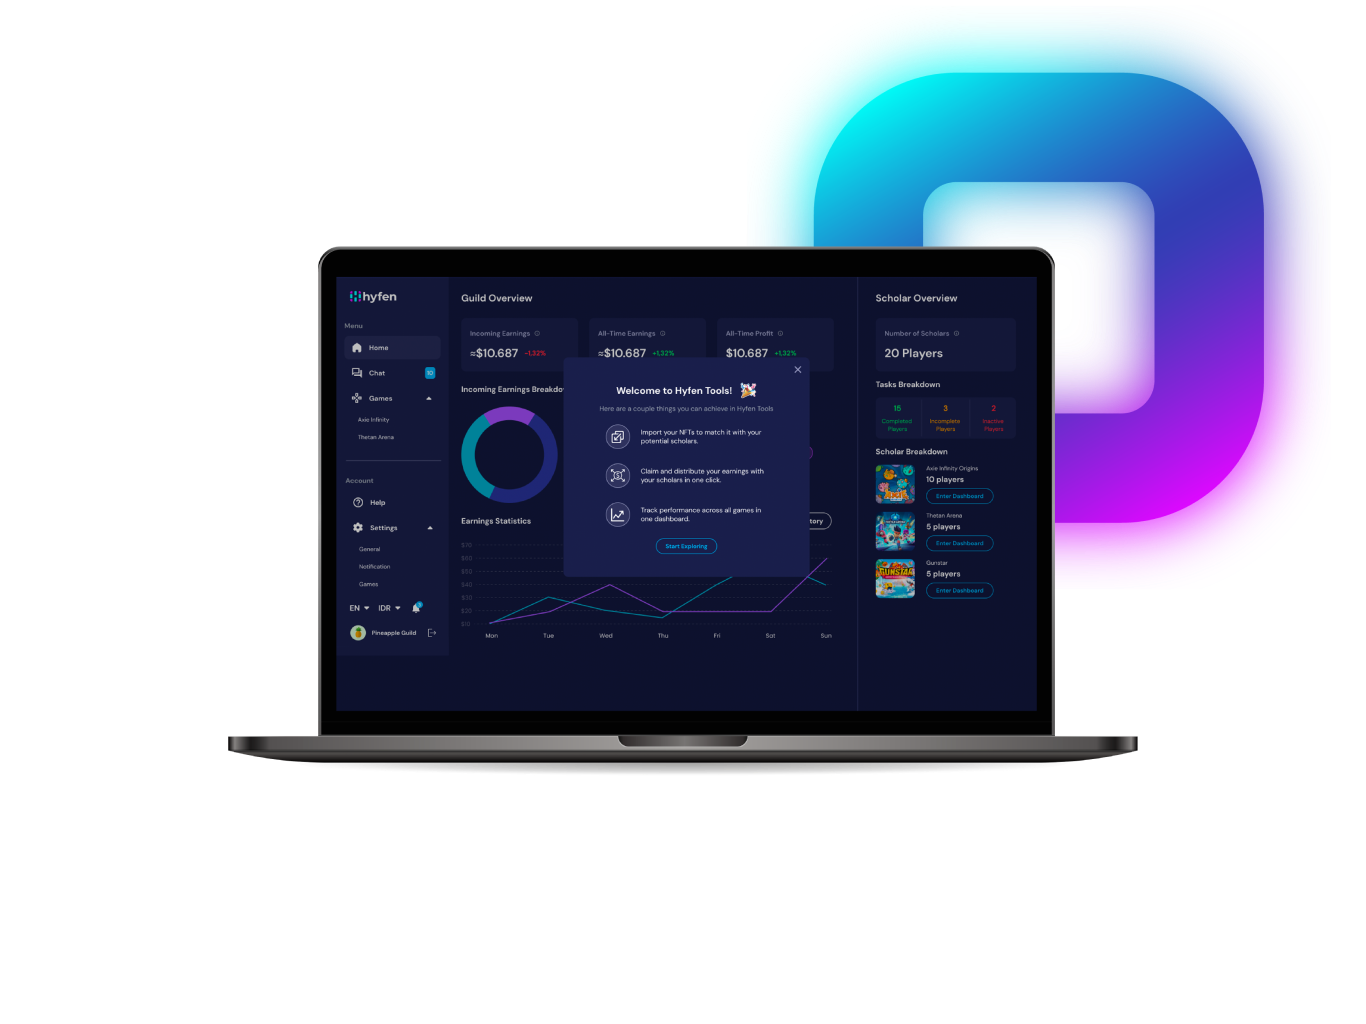 hyfen
Menu
Home
Chat
10
Games
Axie Infinity
Thetan Arena
Account
Help
Settings
General
Notification
Games
EN
IDR
Pineapple Guild
Guild Overview
Incoming Earnings
≈$10.687 -1,32%
All-Time Earnings
≈$10.687 +1,32%
All-Time Profit
$10.687 +1,32%
Incoming Earnings Breakdo
Earnings Statistics
tory
$70
$60
$50
$40
$30
$20
$10
Mon Tue Wed Thu Fri Sat Sun
Welcome to Hyfen Tools!
Here are a couple things you can achieve in Hyfen Tools
Import your NFTs to match it with your
potential scholars.
Claim and distribute your earnings with
your scholars in one click.
Track performance across all games in
one dashboard.
Start Exploring
Scholar Overview
Number of Scholars
20 Players
Tasks Breakdown
15 3 2
Completed Incomplete Inactive
Players Players Players
Scholar Breakdown
Axie Infinity Origins
10 players
Enter Dashboard
Thetan Arena
5 players
Enter Dashboard
GUNSTAR
Gunstar
5 players
Enter Dashboard